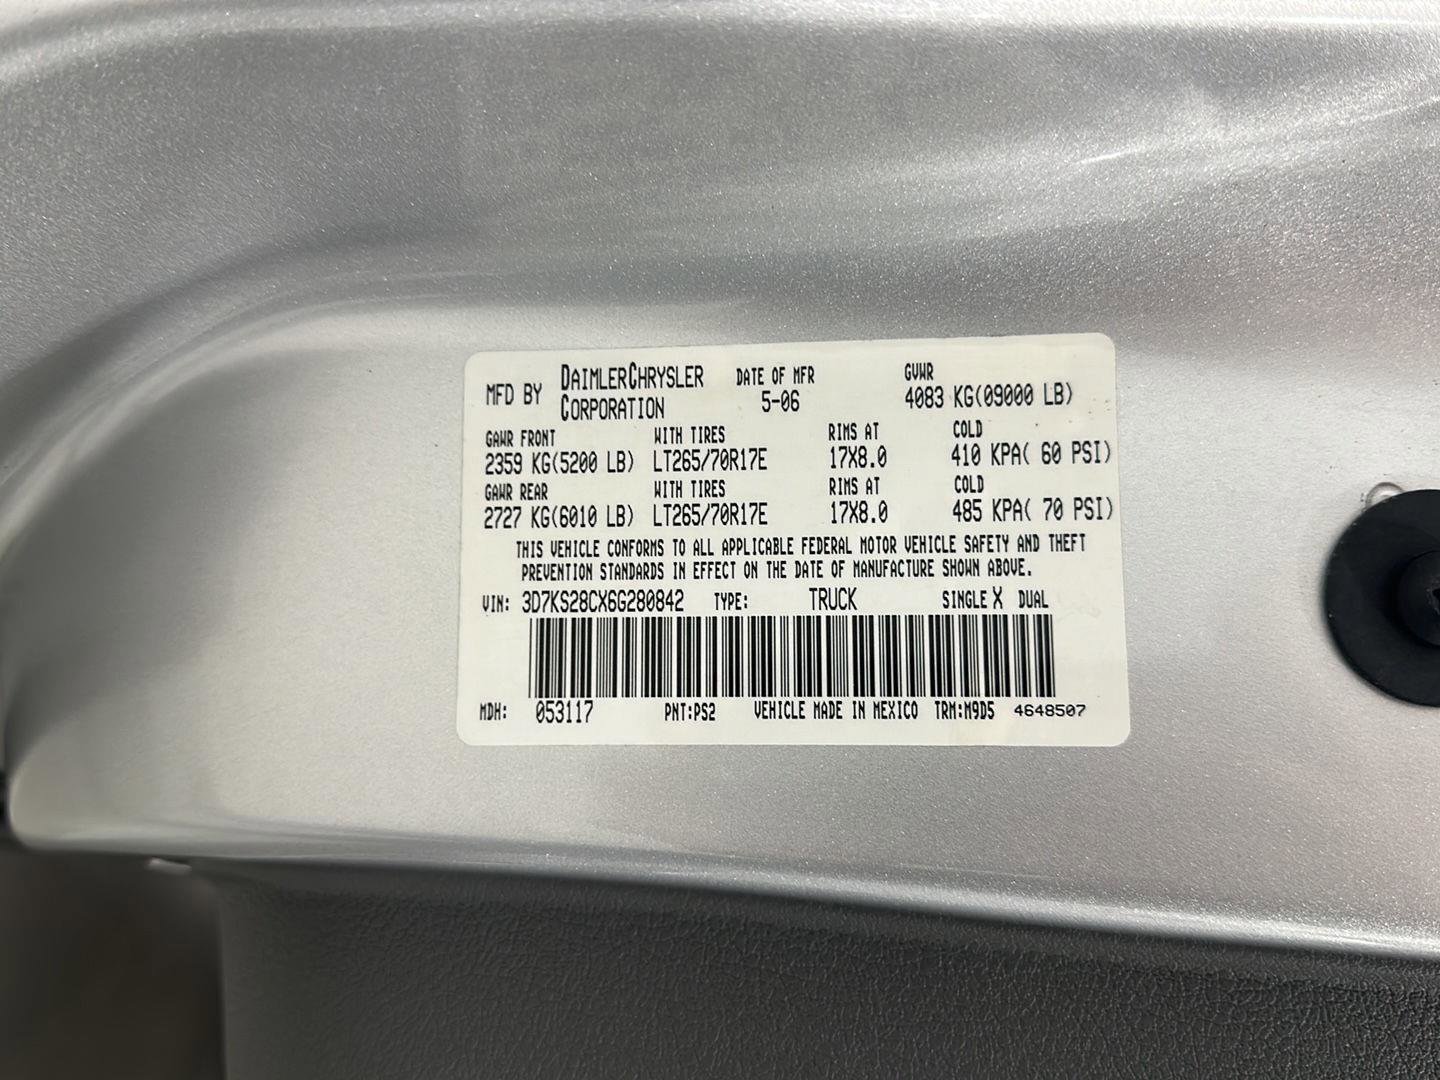 MFD BY DAIMLERCHRYSLER CORPORATION DATE OF MFR 5-06 GVWR 4083 KG(09000 LB)
GAWR FRONT WITH TIRES RIMS AT COLD
2359 KG(5200 LB) LT265/70R17E 17X8.0 410 KPA( 60 PSI)
GAWR REAR WITH TIRES RIMS AT COLD
2727 KG(6010 LB) LT265/70R17E 17X8.0 485 KPA( 70 PSI)
THIS VEHICLE CONFORMS TO ALL APPLICABLE FEDERAL MOTOR VEHICLE SAFETY AND THEFT
PREVENTION STANDARDS IN EFFECT ON THE DATE OF MANUFACTURE SHOWN ABOVE.
VIN: 3D7KS28CX6G280842 TYPE: TRUCK SINGLE X DUAL
MDH: 053117 PNT:PS2 VEHICLE MADE IN MEXICO TRM:M9D5 4648507